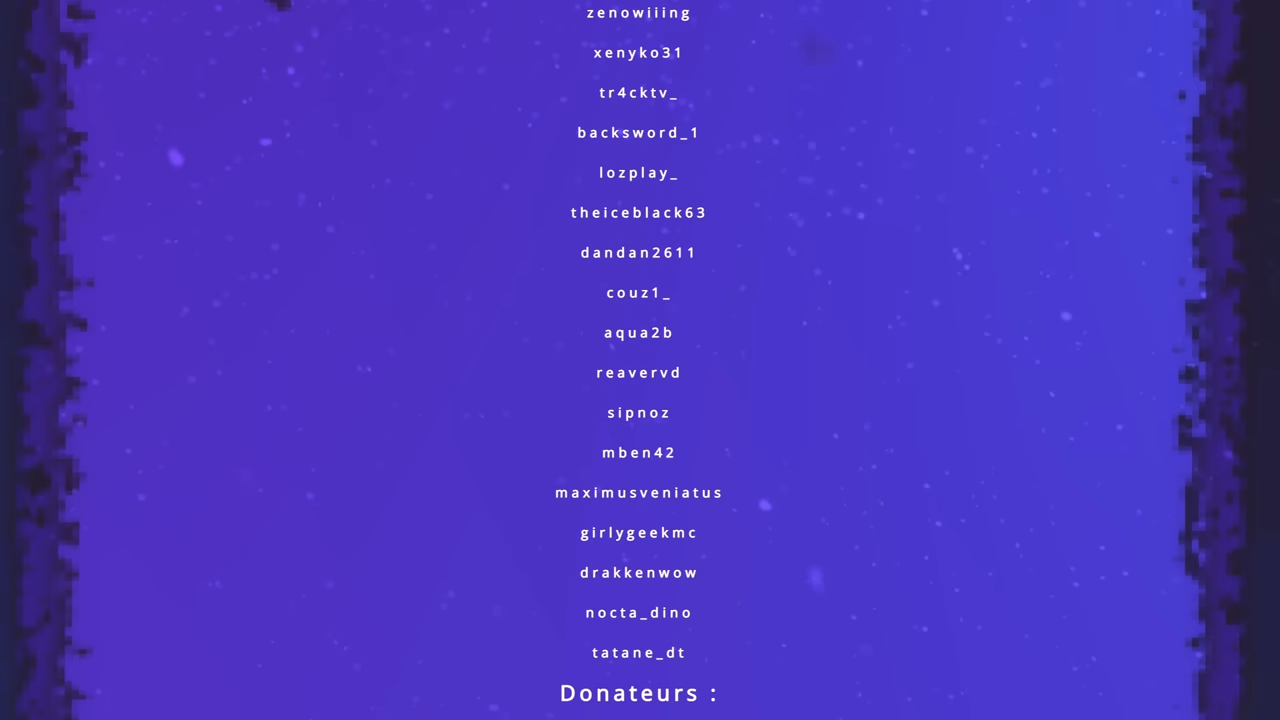 zenowiiing
xenyko31
tr4cktv_
backsword_1
lozplay_
theiceblack63
dandan2611
couz1_
aqua2b
reavervd
sipnoz
mben42
maximusveniatus
girlygeekmc
drakkenwow
nocta_dino
tatane_dt
Donateurs :